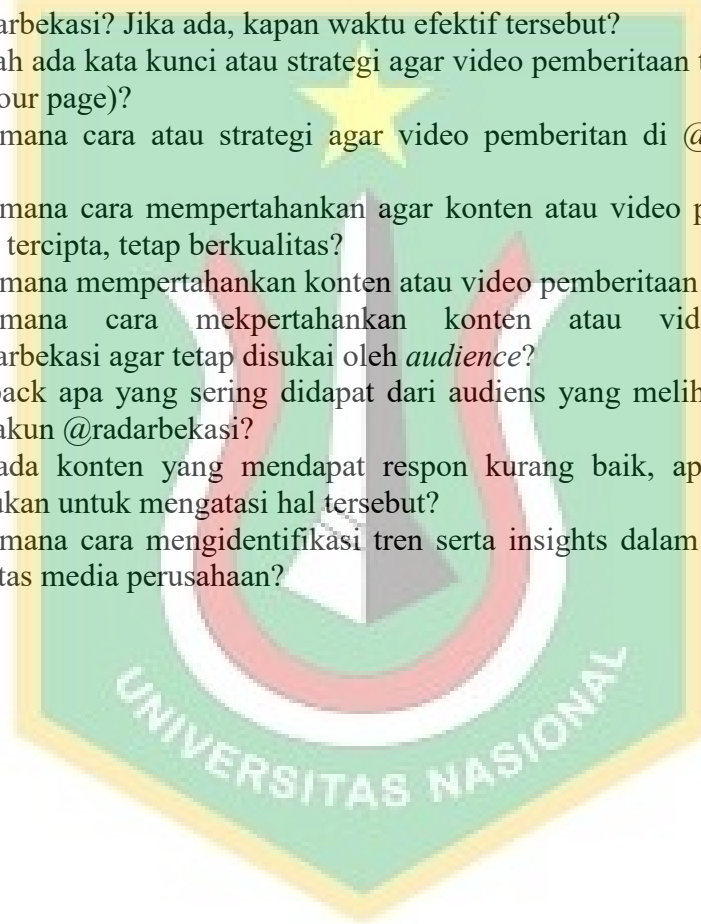 arbekasi? Jika ada, kapan waktu efektif tersebut?
ah ada kata kunci atau strategi agar video pemberitaan
our page)?
mana cara atau strategi agar video pemberitan di
mana cara mempertahankan agar konten atau video
tercipta, tetap berkualitas?
mana mempertahankan konten atau video pemberitaan
mana cara mekpertahankan konten atau vid
arbekasi agar tetap disukai oleh audience?
back apa yang sering didapat dari audiens yang melih
akun @radarbekasi?
ada konten yang mendapat respon kurang baik, ap
ukan untuk mengatasi hal tersebut?
mana cara mengidentifikasi tren serta insights dalam
tas media perusahaan?
UNIVERSITAS NASIONAL